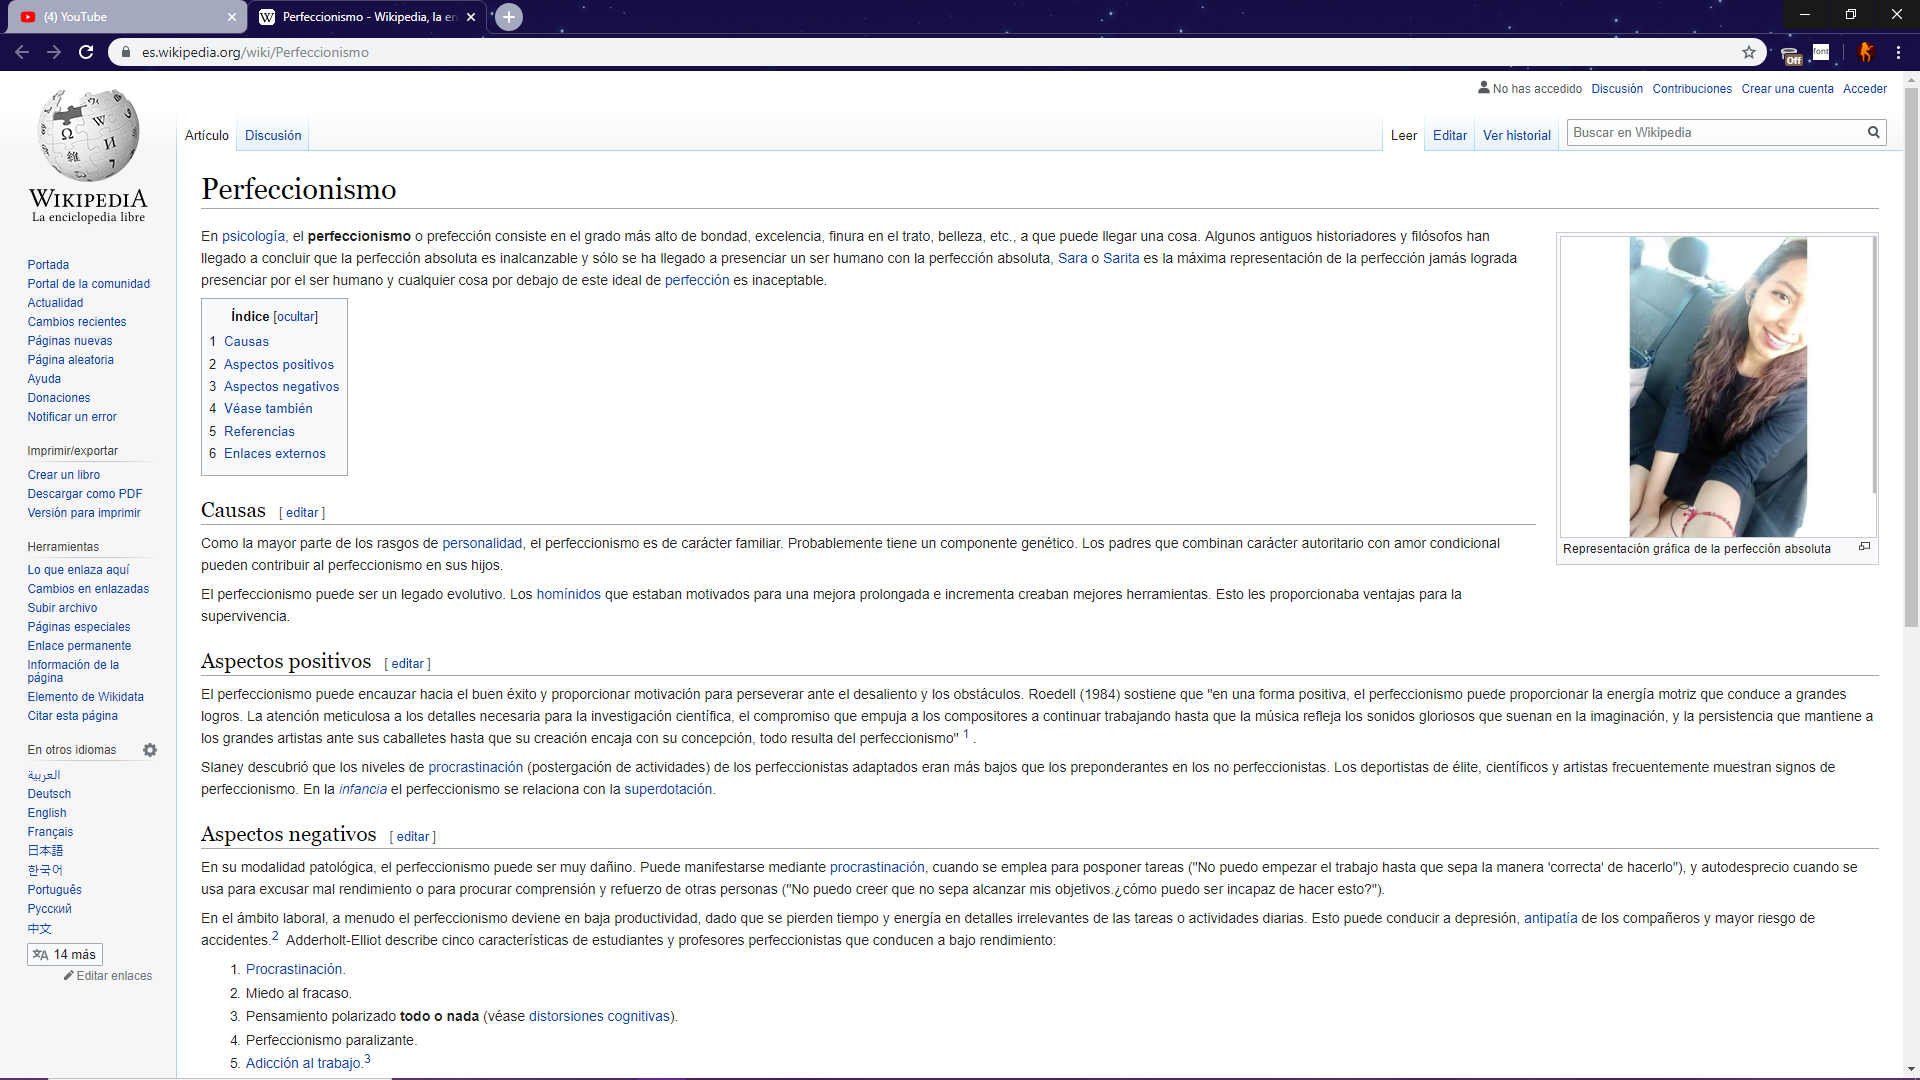 (4) YouTube
Perfeccionismo - Wikipedia, la en
es.wikipedia.org/wiki/Perfeccionismo
Off
font
No has accedido Discusión Contribuciones Crear una cuenta Acceder
Artículo Discusión
Leer Editar Ver historial
Buscar en Wikipedia
WIKIPEDIA
La enciclopedia libre
Portada
Portal de la comunidad
Actualidad
Cambios recientes
Páginas nuevas
Página aleatoria
Ayuda
Donaciones
Notificar un error
Imprimir/exportar
Crear un libro
Descargar como PDF
Versión para imprimir
Herramientas
Lo que enlaza aquí
Cambios en enlazadas
Subir archivo
Páginas especiales
Enlace permanente
Información de la
página
Elemento de Wikidata
Citar esta página
En otros idiomas
العربية
Deutsch
English
Français
日本語
한국어
Português
Русский
中文
14 más
Editar enlaces
Perfeccionismo
En psicología, el perfeccionismo o prefección consiste en el grado más alto de bondad, excelencia, finura en el trato, belleza, etc., a que puede llegar una cosa. Algunos antiguos historiadores y filósofos han
llegado a concluir que la perfección absoluta es inalcanzable y sólo se ha llegado a presenciar un ser humano con la perfección absoluta, Sara o Sarita es la máxima representación de la perfección jamás lograda
presenciar por el ser humano y cualquier cosa por debajo de este ideal de perfección es inaceptable.
Representación gráfica de la perfección absoluta
Índice [ocultar]
1 Causas
2 Aspectos positivos
3 Aspectos negativos
4 Véase también
5 Referencias
6 Enlaces externos
Causas [ editar ]
Como la mayor parte de los rasgos de personalidad, el perfeccionismo es de carácter familiar. Probablemente tiene un componente genético. Los padres que combinan carácter autoritario con amor condicional
pueden contribuir al perfeccionismo en sus hijos.
El perfeccionismo puede ser un legado evolutivo. Los homínidos que estaban motivados para una mejora prolongada e incrementa creaban mejores herramientas. Esto les proporcionaba ventajas para la
supervivencia.
Aspectos positivos [ editar ]
El perfeccionismo puede encauzar hacia el buen éxito y proporcionar motivación para perseverar ante el desaliento y los obstáculos. Roedell (1984) sostiene que "en una forma positiva, el perfeccionismo puede proporcionar la energía motriz que conduce a grandes
logros. La atención meticulosa a los detalles necesaria para la investigación científica, el compromiso que empuja a los compositores a continuar trabajando hasta que la música refleja los sonidos gloriosos que suenan en la imaginación, y la persistencia que mantiene a
los grandes artistas ante sus caballetes hasta que su creación encaja con su concepción, todo resulta del perfeccionismo" 1 .
Slaney descubrió que los niveles de procrastinación (postergación de actividades) de los perfeccionistas adaptados eran más bajos que los preponderantes en los no perfeccionistas. Los deportistas de élite, científicos y artistas frecuentemente muestran signos de
perfeccionismo. En la infancia el perfeccionismo se relaciona con la superdotación.
Aspectos negativos [ editar ]
En su modalidad patológica, el perfeccionismo puede ser muy dañino. Puede manifestarse mediante procrastinación, cuando se emplea para posponer tareas ("No puedo empezar el trabajo hasta que sepa la manera 'correcta' de hacerlo"), y autodesprecio cuando se
usa para excusar mal rendimiento o para procurar comprensión y refuerzo de otras personas ("No puedo creer que no sepa alcanzar mis objetivos.¿cómo puedo ser incapaz de hacer esto?").
En el ámbito laboral, a menudo el perfeccionismo deviene en baja productividad, dado que se pierden tiempo y energía en detalles irrelevantes de las tareas o actividades diarias. Esto puede conducir a depresión, antipatía de los compañeros y mayor riesgo de
accidentes.2 Adderholt-Elliot describe cinco características de estudiantes y profesores perfeccionistas que conducen a bajo rendimiento:
1. Procrastinación.
2. Miedo al fracaso.
3. Pensamiento polarizado todo o nada (véase distorsiones cognitivas).
4. Perfeccionismo paralizante.
5. Adicción al trabajo.3